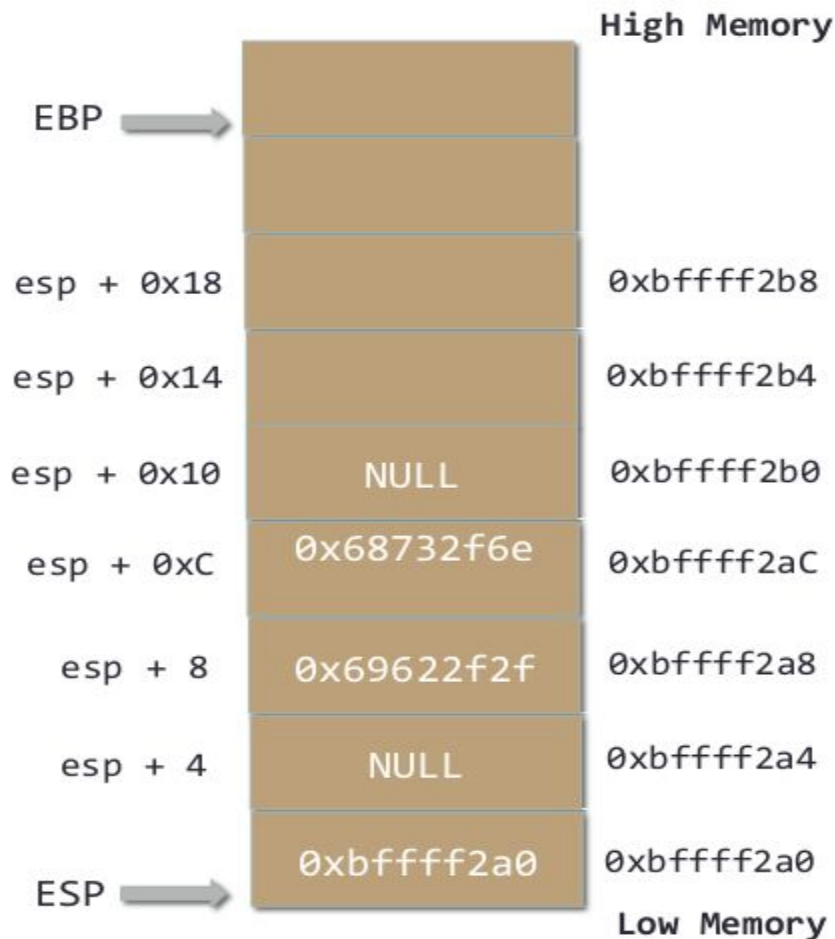 High Memory
EBP
esp + 0x18 0xbffff2b8
esp + 0x14 0xbffff2b4
esp + 0x10 NULL 0xbffff2b0
esp + 0xC 0x68732f6e 0xbffff2aC
esp + 8 0x69622f2f 0xbffff2a8
esp + 4 NULL 0xbffff2a4
ESP 0xbffff2a0 0xbffff2a0
Low Memory